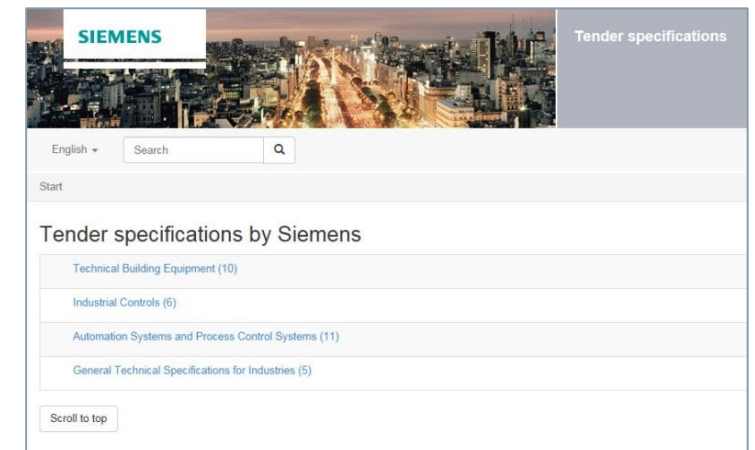 SIEMENS
Tender specifications
English
Search
Start
Tender specifications by Siemens
Technical Building Equipment (10)
Industrial Controls (6)
Automation Systems and Process Control Systems (11)
General Technical Specifications for Industries (5)
Scroll to top